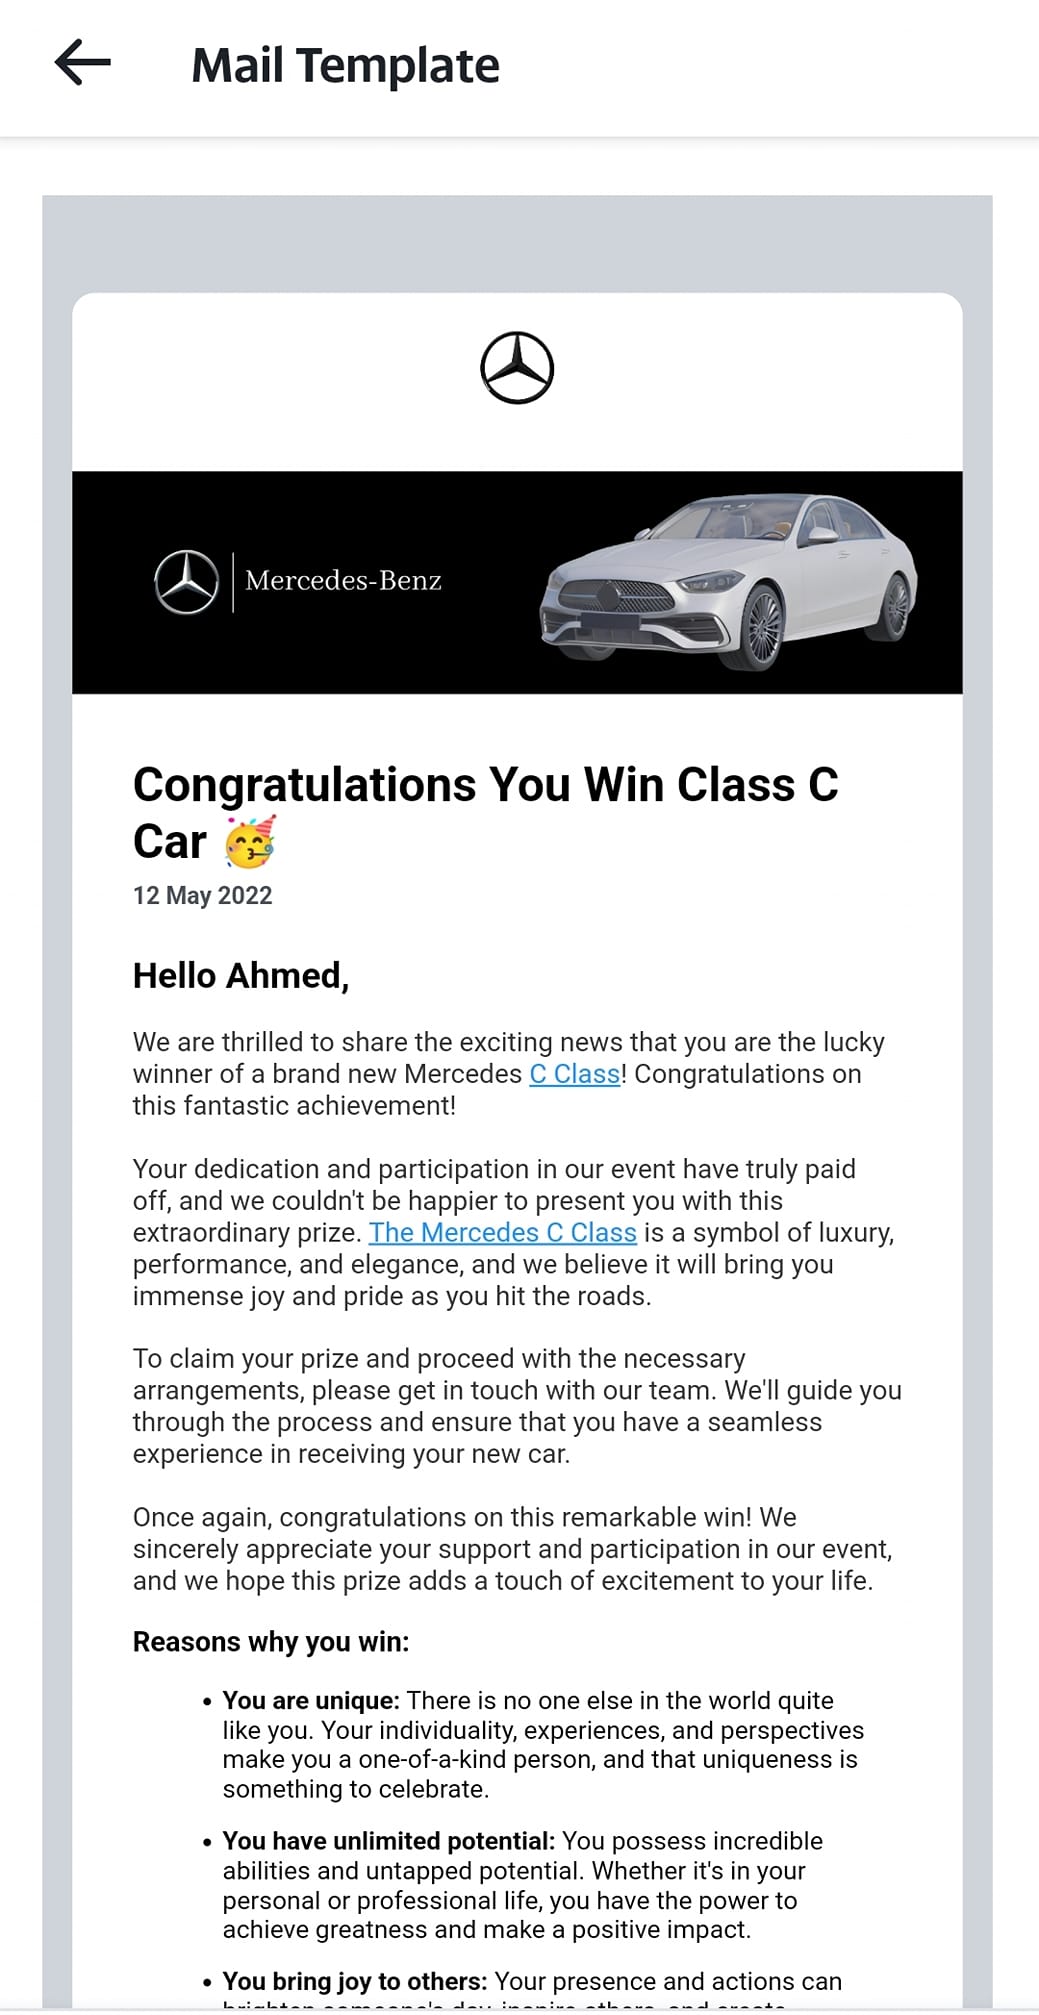 Mail Template
Mercedes-Benz
Congratulations You Win Class C
Car 🥳
12 May 2022
Hello Ahmed,
We are thrilled to share the exciting news that you are the lucky
winner of a brand new Mercedes C Class! Congratulations on
this fantastic achievement!
Your dedication and participation in our event have truly paid
off, and we couldn't be happier to present you with this
extraordinary prize. The Mercedes C Class is a symbol of luxury,
performance, and elegance, and we believe it will bring you
immense joy and pride as you hit the roads.
To claim your prize and proceed with the necessary
arrangements, please get in touch with our team. We'll guide you
through the process and ensure that you have a seamless
experience in receiving your new car.
Once again, congratulations on this remarkable win! We
sincerely appreciate your support and participation in our event,
and we hope this prize adds a touch of excitement to your life.
Reasons why you win:
• You are unique: There is no one else in the world quite
like you. Your individuality, experiences, and perspectives
make you a one-of-a-kind person, and that uniqueness is
something to celebrate.
• You have unlimited potential: You possess incredible
abilities and untapped potential. Whether it's in your
personal or professional life, you have the power to
achieve greatness and make a positive impact.
• You bring joy to others: Your presence and actions can